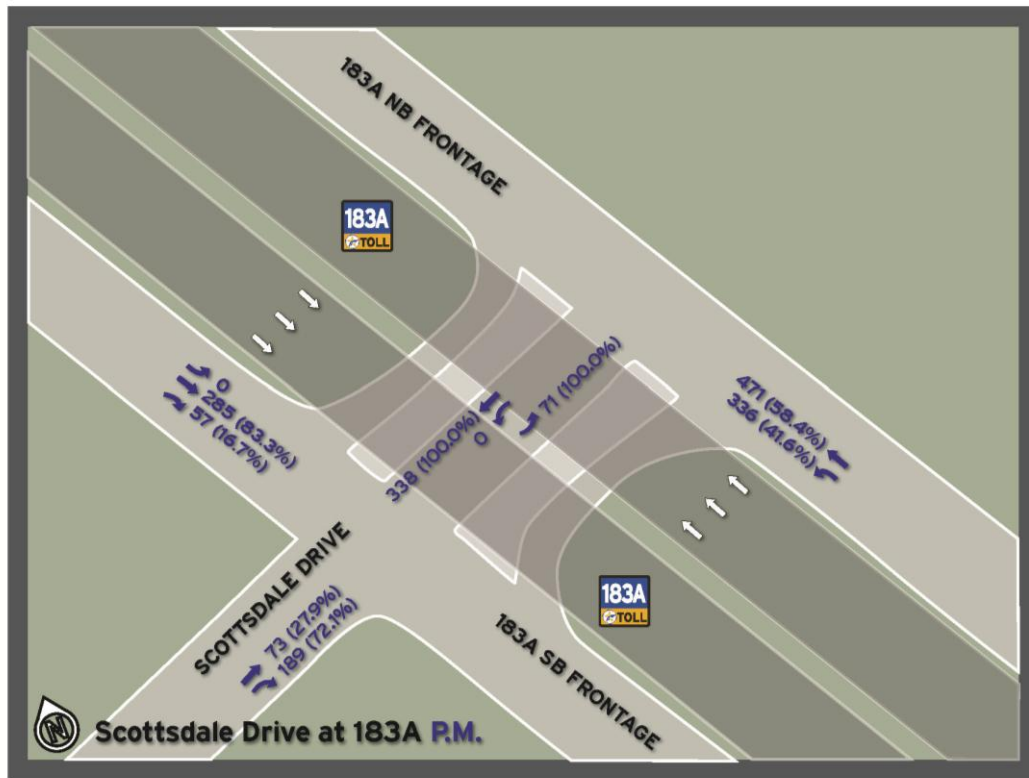 183A NB FRONTAGE
183A
TOLL
71 (100.0%)
0
285 (83.3%)
57 (16.7%)
338 (100.0%)
0
471 (58.4%)
336 (41.6%)
SCOTTSDALE DRIVE
73 (27.9%)
189 (72.1%)
183A
TOLL
183A SB FRONTAGE
N
Scottsdale Drive at 183A P.M.